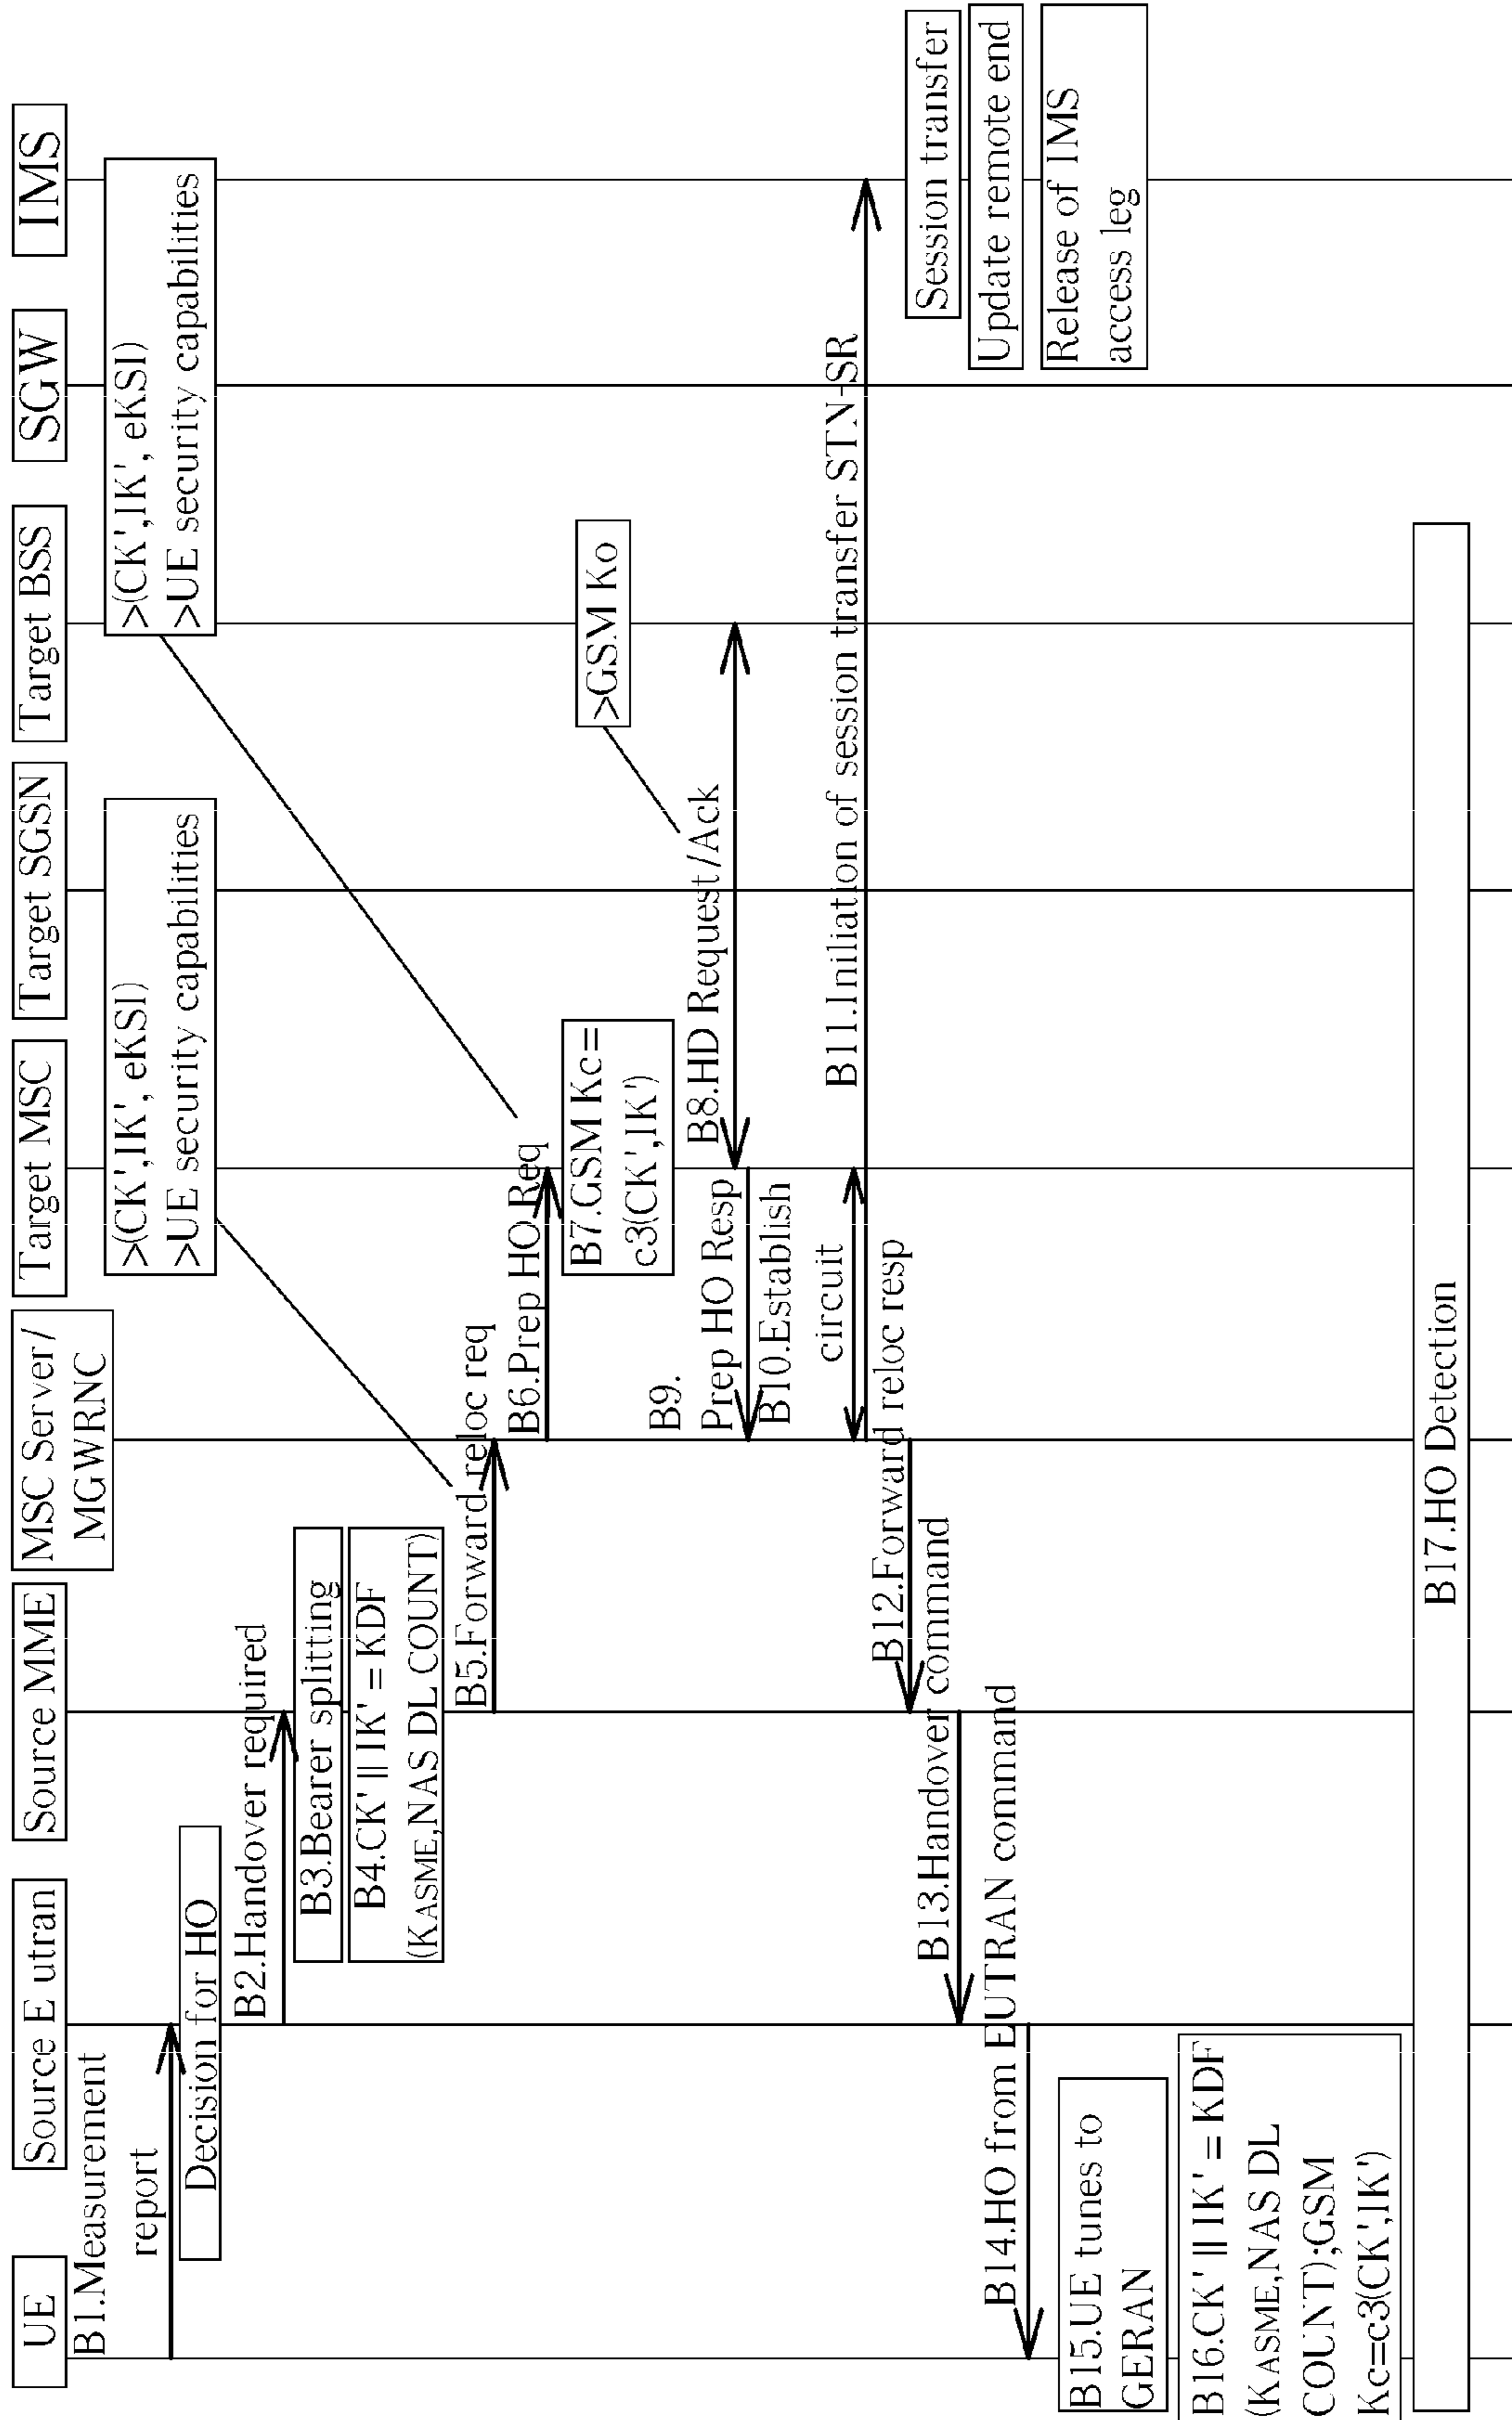 UE
Source E utran
Source MME
MSC Server/
MGWRNC
Target MSC
Target SGSN
Target BSS
SGW
IMS
B1.Measurement
report
Decision for HO
>(CK',IK', eKSI)
>UE security capabilities
>(CK',IK', eKSI)
>UE security capabilities
B2.Handover required
B3.Bearer splitting
B4.CK' || IK' = KDF
(KASME,NAS DL COUNT)
B5.Forward reloc req
B6.Prep HO Req
B7.GSM Kc=
c3(CK',IK')
>GSM Ko
B8.HD Request/Ack
B9.
Prep HO Resp
B10.Establish
circuit
B11.Iniliation of session transfer STN-SR
B12.Forward reloc resp
Session transfer
Update remote end
Release of IMS
access leg
B13.Handover command
B14.HO from EUTRAN command
B15.UE tunes to
GERAN
B16.CK' || IK' = KDF
(KASME,NAS DL
COUNT);GSM
Kc=c3(CK',IK')
B17.HO Detection